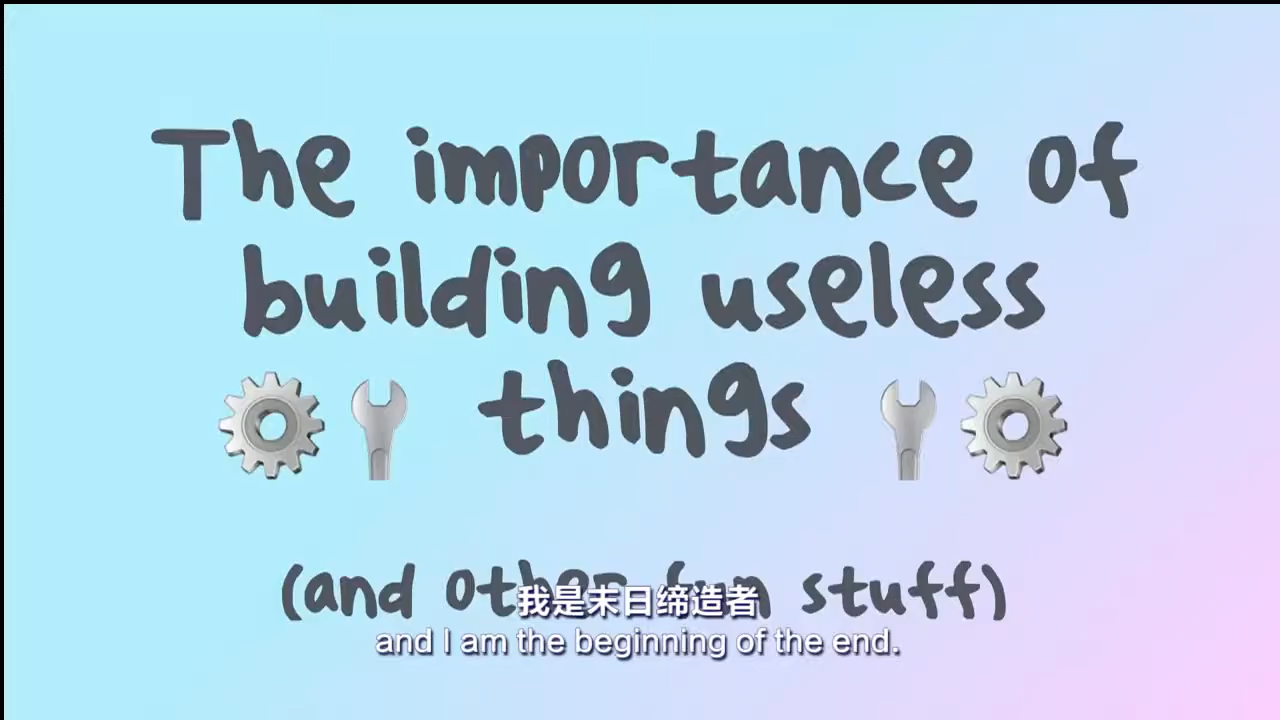 The importance of
building useless
things
(and other fun stuff)
我是末日缔造者
and I am the beginning of the end.